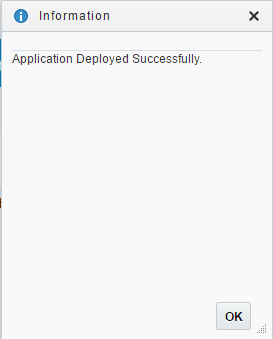 Information
Application Deployed Successfully.
OK